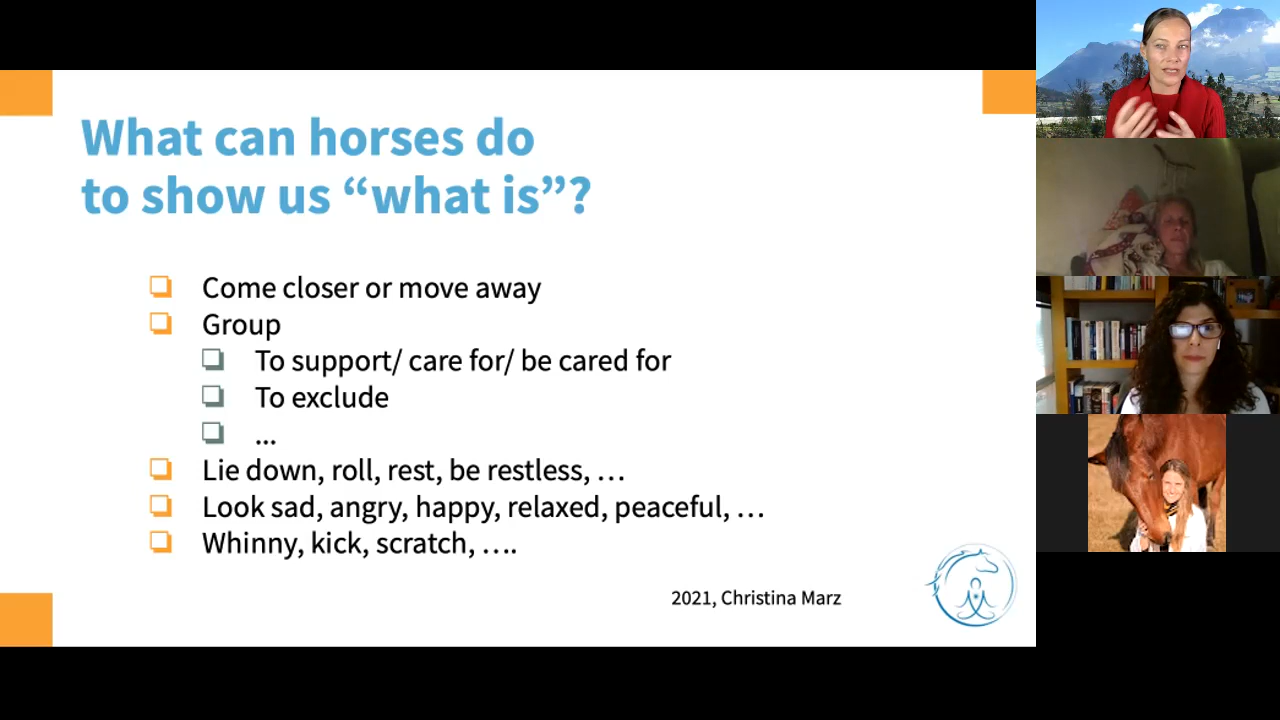 What can horses do
to show us “what is”?
❏ Come closer or move away
❏ Group
❏ To support/ care for/ be cared for
❏ To exclude
❏ ...
❏ Lie down, roll, rest, be restless, …
❏ Look sad, angry, happy, relaxed, peaceful, …
❏ Whinny, kick, scratch, ….
2021, Christina Marz